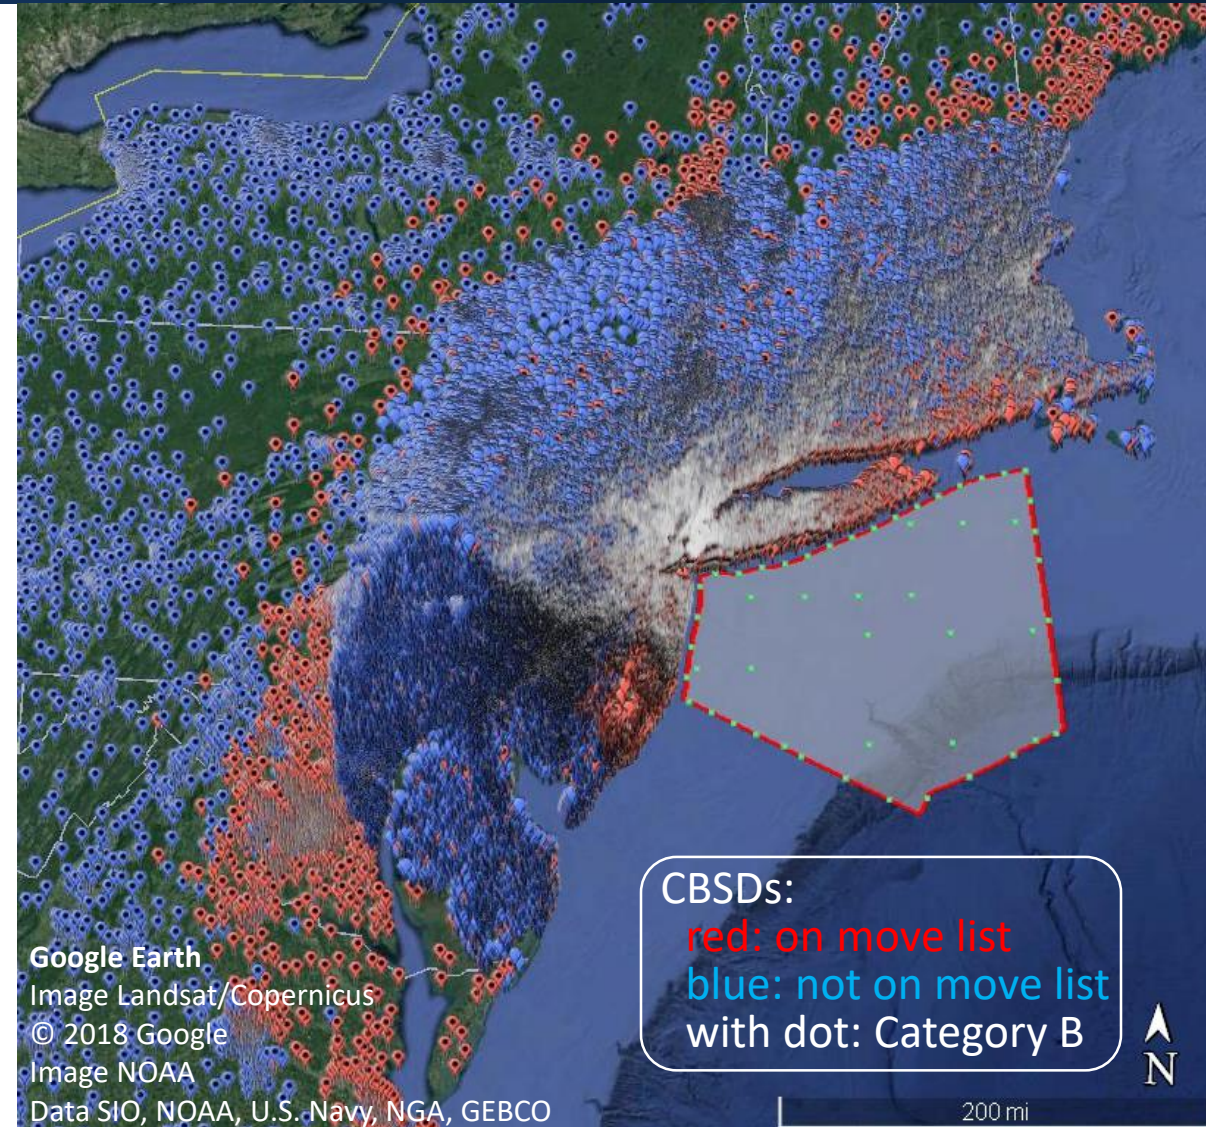 CBSDs:
red: on move list
blue: not on move list
with dot: Category B
Google Earth
Image Landsat/Copernicus
© 2018 Google
Image NOAA
Data SIO, NOAA, U.S. Navy, NGA, GEBCO
N
200 mi